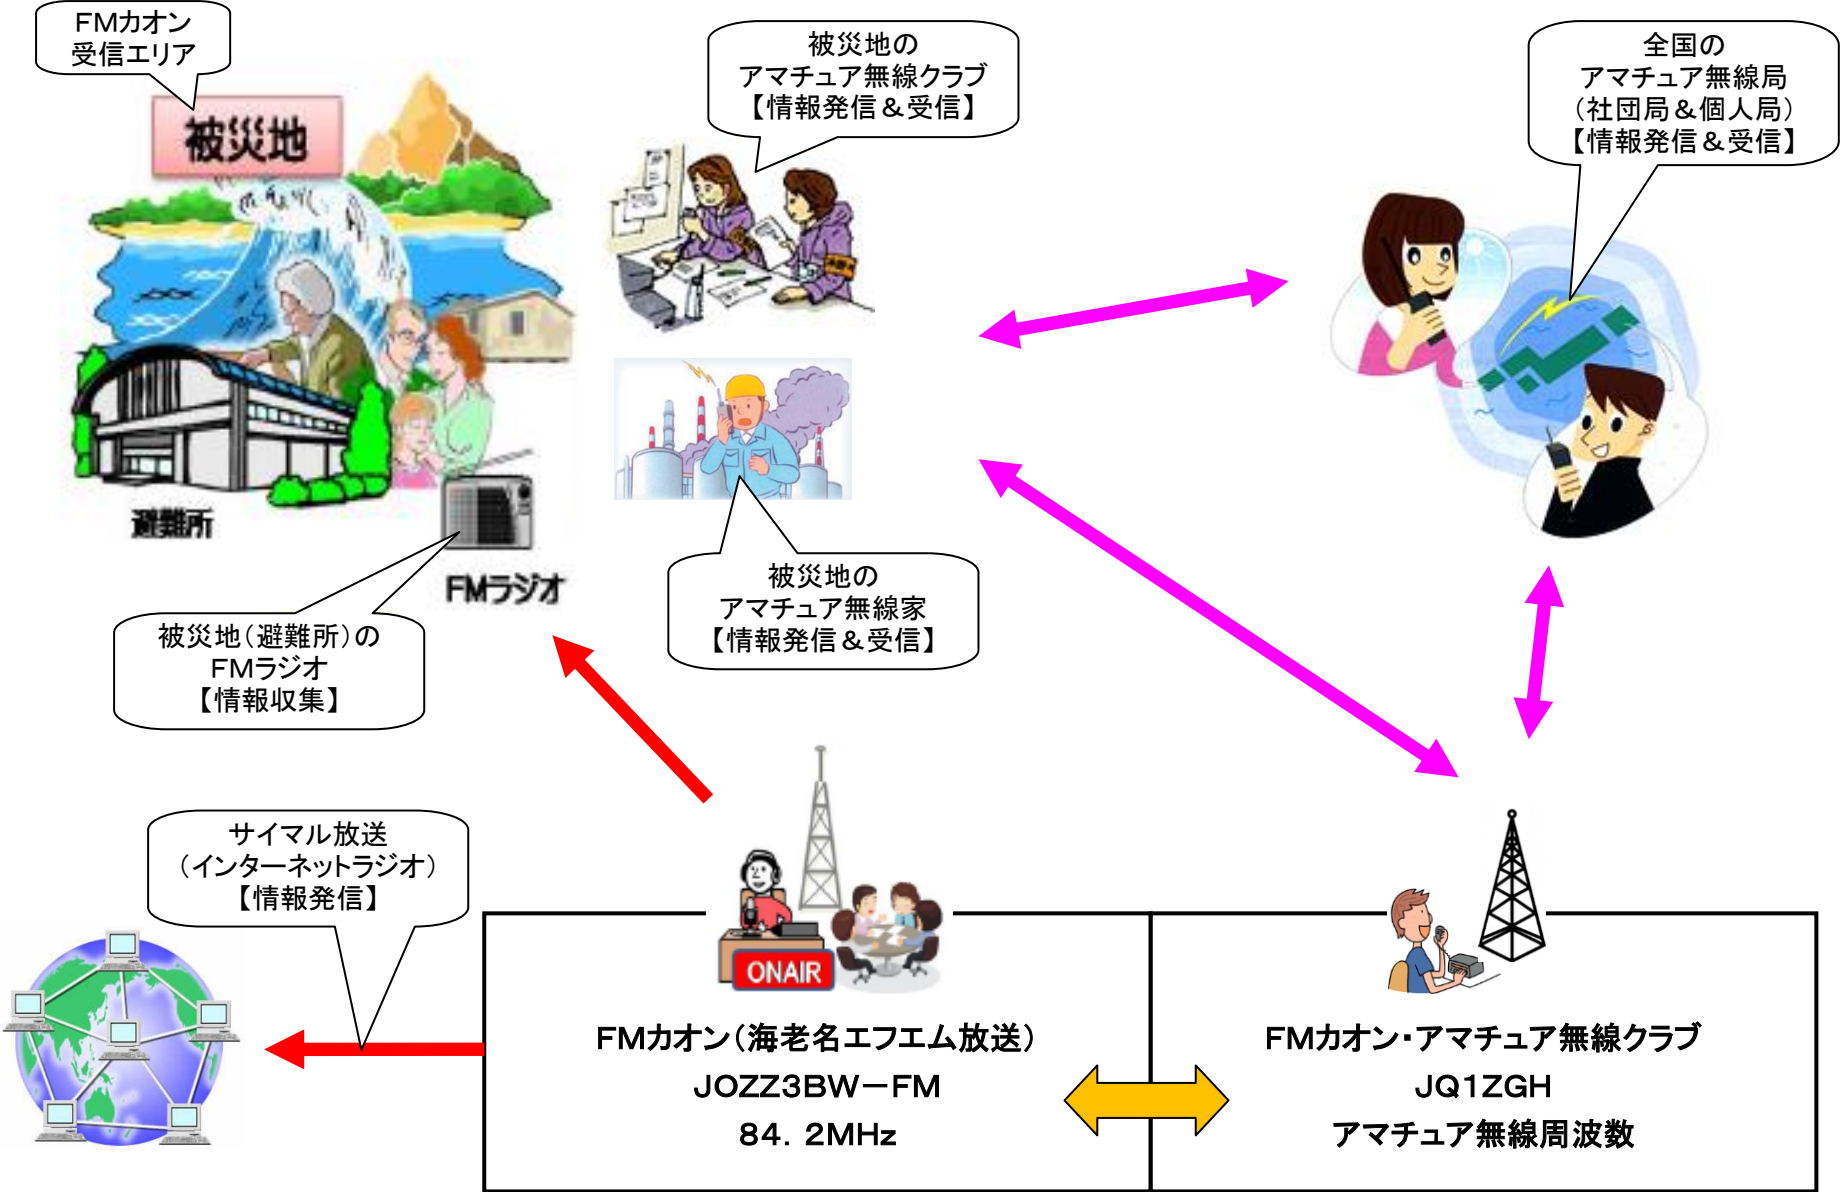 FMカオン
受信エリア
被災地
被災地の
アマチュア無線クラブ
【情報発信&受信】
全国の
アマチュア無線局
（社団局&個人局）
【情報発信&受信】
避難所
FMラジオ
被災地の
アマチュア無線家
【情報発信&受信】
被災地（避難所）の
FMラジオ
【情報収集】
サイマル放送
（インターネットラジオ）
【情報発信】
ONAIR
FMカオン（海老名エフエム放送）
JOZZ3BW－FM
84．2MHz
FMカオン・アマチュア無線クラブ
JQ1ZGH
アマチュア無線周波数